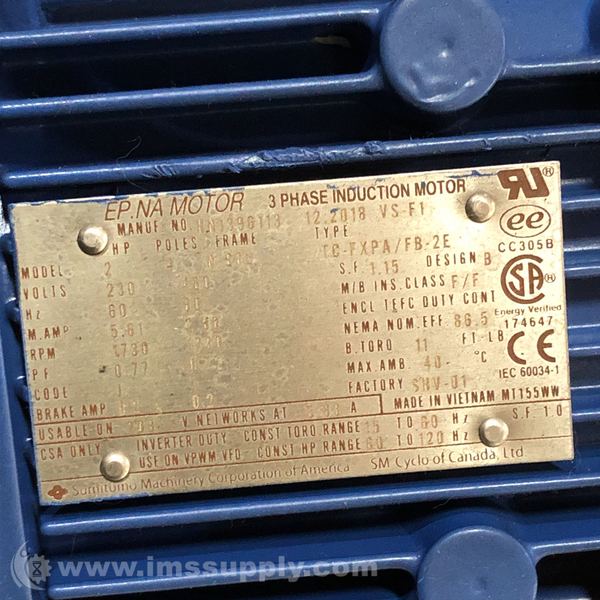 EP.NA MOTOR 3 PHASE INDUCTION MOTOR
MANUF NO. 12.2018 VS-F1
HP POLES FRAME TYPE
MODEL 2 TC-FXPA/FB-2E
S.F. 1.15 DESIGN B
VOLTS 230 M/B INS.CLASS F/F
Hz 60 ENCL TEFC DUTY CONT
M.AMP 5.61 NEMA NOM.EFF 86.5
RPM 1730 B.TORQ 11 FT-LB
PF 0.77 MAX.AMB. 40 °C
CODE FACTORY SHV-01
BRAKE AMP MADE IN VIETNAM MT155WW
USABLE ON V NETWORKS AT A
CSA ONLY INVERTER DUTY CONST TORQ RANGE 15 TO 60 Hz S.F. 1.0
USE ON VPWM VFD CONST HP RANGE 60 TO 120 Hz
Sumitomo Machinery Corporation of America SM Cyclo of Canada, Ltd
UR®
ee
CC305B
CSA®
Energy Verified
174647
CE
IEC 60034-1
© www.imssupply.com